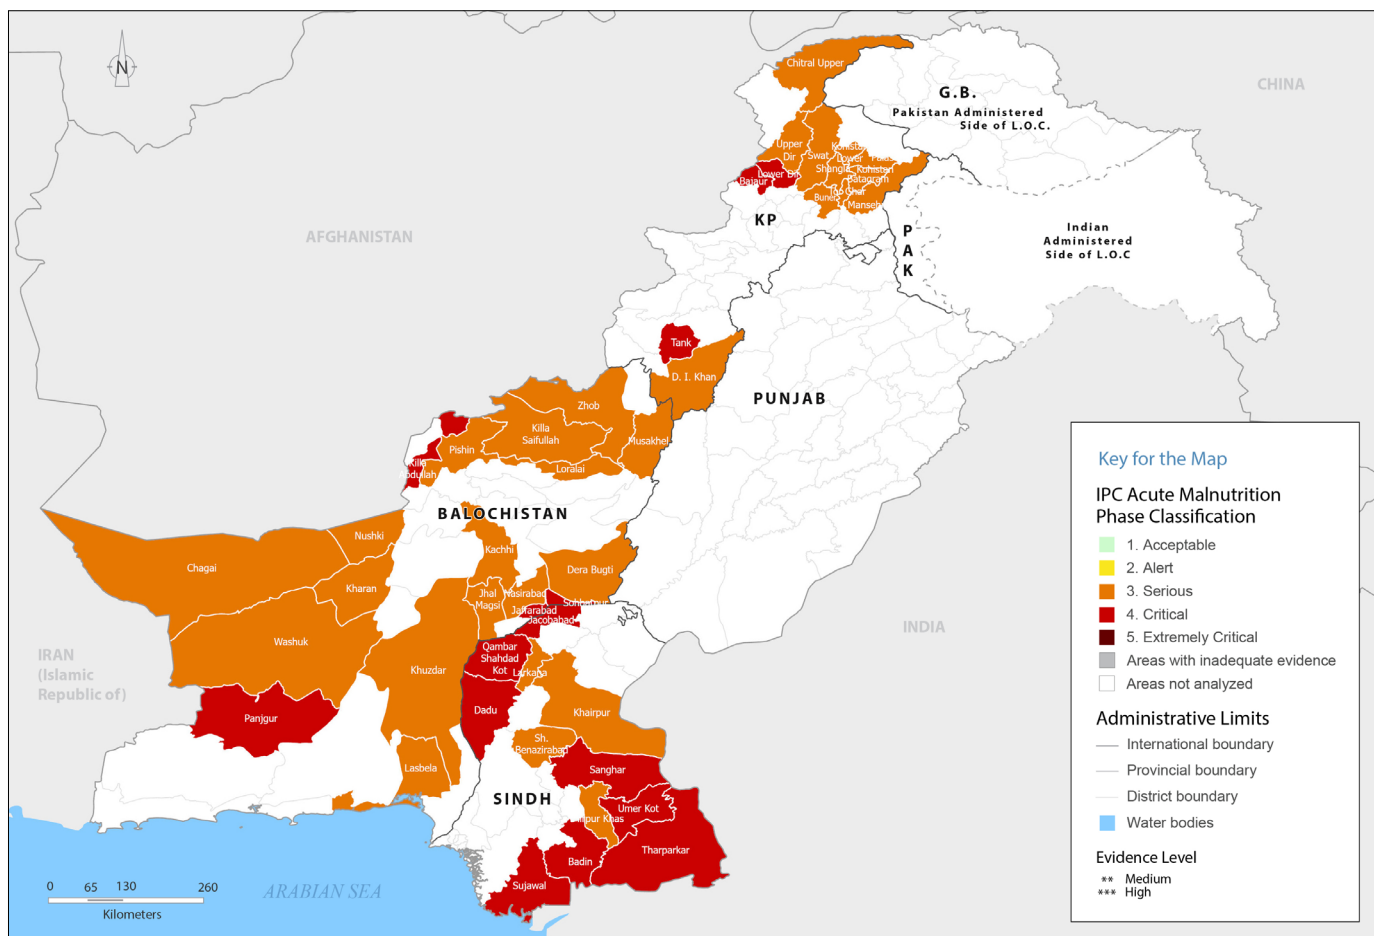 N
CHINA
Chitral Upper
G.B.
Pakistan Administered
Side of L.O.C.
Upper
Dir
Swat
Lower
Shangla
Kohistan
Batagram
Lower Dir
Bajaur
Buner
KP
P
A
K
Indian
Administered
Side of L.O.C
AFGHANISTAN
Tank
D. I. Khan
PUNJAB
Zhob
Killa
Saifullah
Musakhel
Pishin
Loralai
Killa
Abdullah
BALOCHISTAN
Nushki
Kachhi
Chagai
Dera Bugti
Kharan
Jhal
Magsi
Nasirabad
Sohbatpur
Jaffarabad
Jacobabad
Washuk
Qambar
Shahdad
Kot
Larkana
Khuzdar
IRAN
(Islamic
Republic of)
INDIA
Panjgur
Dadu
Khairpur
Sh.
Benazirabad
Lasbela
Sanghar
SINDH
Umer Kot
Khas
Tharparkar
Badin
Sujawal
ARABIAN SEA
0 65 130 260
Kilometers
Key for the Map
IPC Acute Malnutrition
Phase Classification
1. Acceptable
2. Alert
3. Serious
4. Critical
5. Extremely Critical
Areas with inadequate evidence
Areas not analyzed
Administrative Limits
International boundary
Provincial boundary
District boundary
Water bodies
Evidence Level
** Medium
*** High